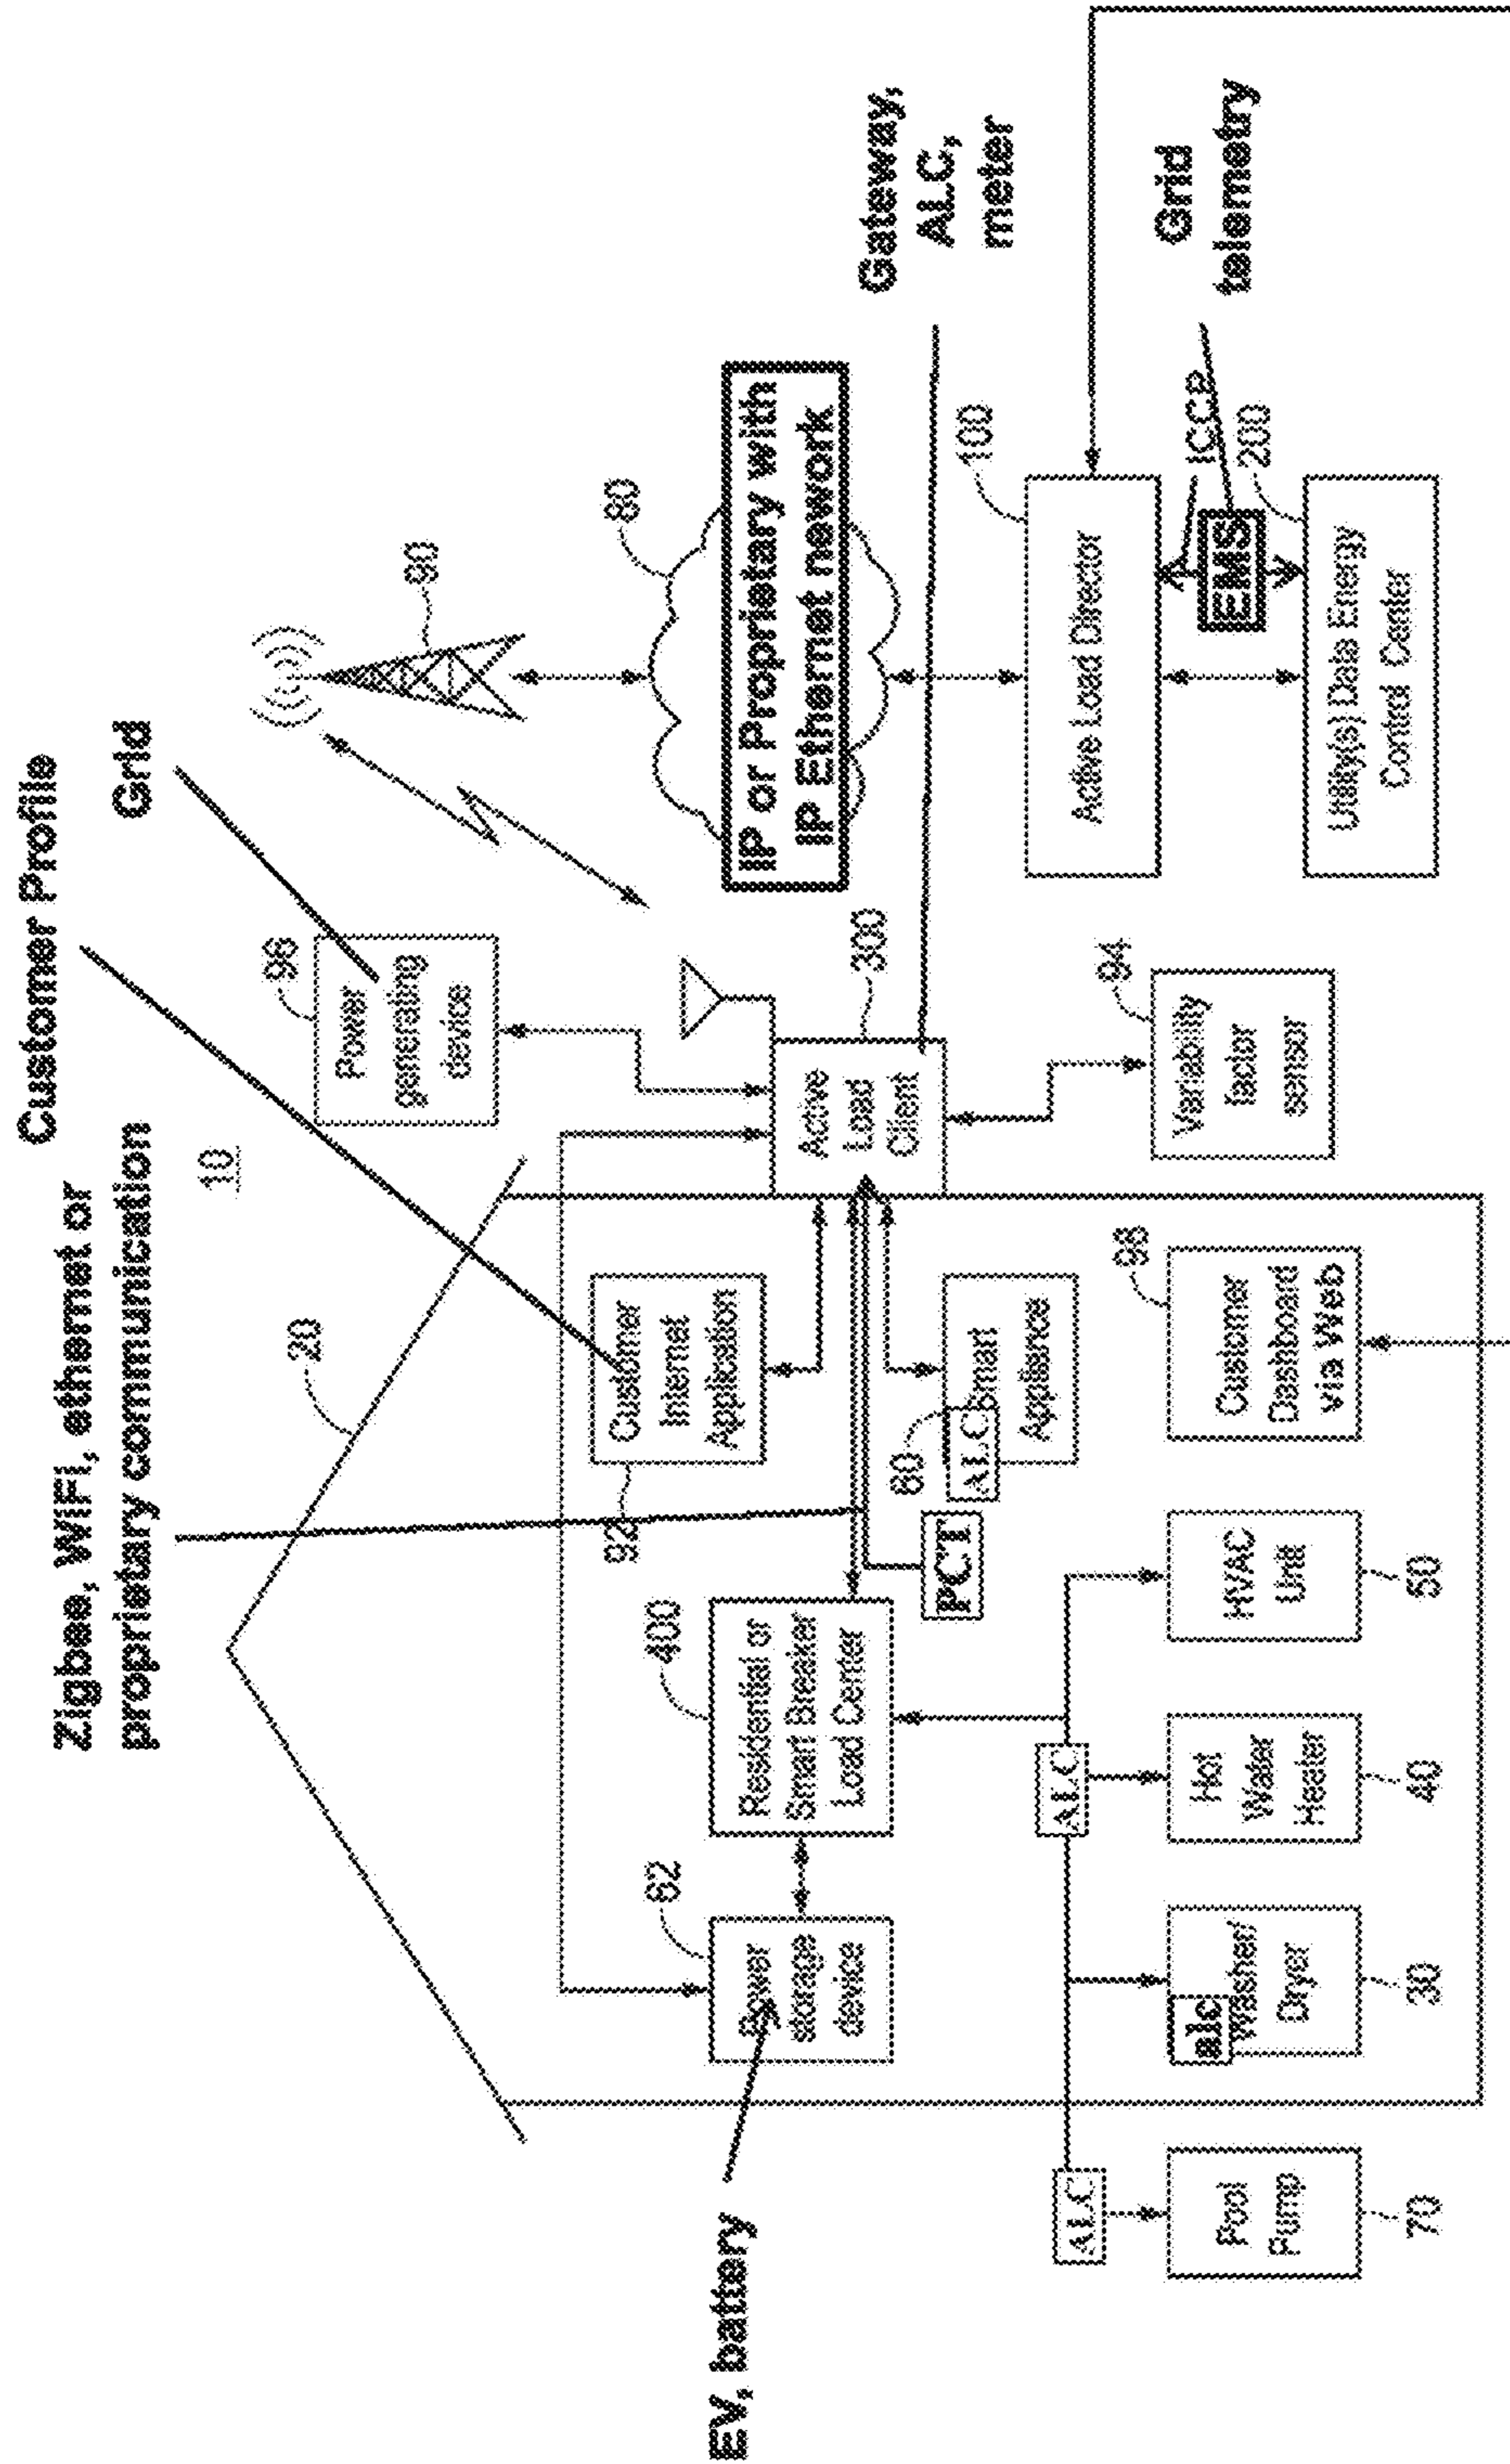 Customer Profile
Grid
Zigbee, WiFi, ethernet or
proprietary communication
10
20
96
Power
generating
device
90
80
IP or Proprietary with
IP Ethernet nework
Gateway,
ALC,
meter
Grid
telemetry
100
Active Load Director
ICCP
EMS
200
Utility(s) Data Energy
Control Center
300
Active
Load
Client
94
Variability
factor
sensor
92
Customer
Internet
Application
60
ALC
Smart
Appliance
PCT
98
Customer
Dashboard
via Web
400
Residential or
Smart Breaker
Load Center
62
Power
storage
device
EV, battery
ALC
ALC
Pool
Pump
70
alc
Washer/
Dryer
30
Hot
Water
Heater
40
HVAC
Unit
50